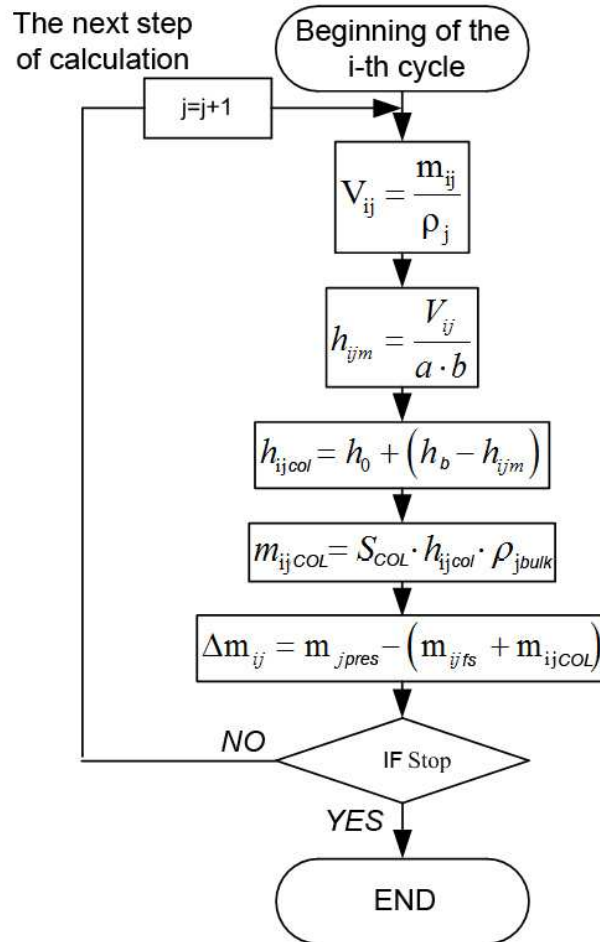 The next step
of calculation
Beginning of the
i-th cycle
j=j+1
V_ij = m_ij / ρ_j
h_ijm = V_ij / a · b
h_ijcol = h_0 + (h_b − h_ijm)
m_ijCOL = S_COL · h_ijcol · ρ_jbulk
Δm_ij = m_jpres − (m_ijfs + m_ijCOL)
NO
IF Stop
YES
END